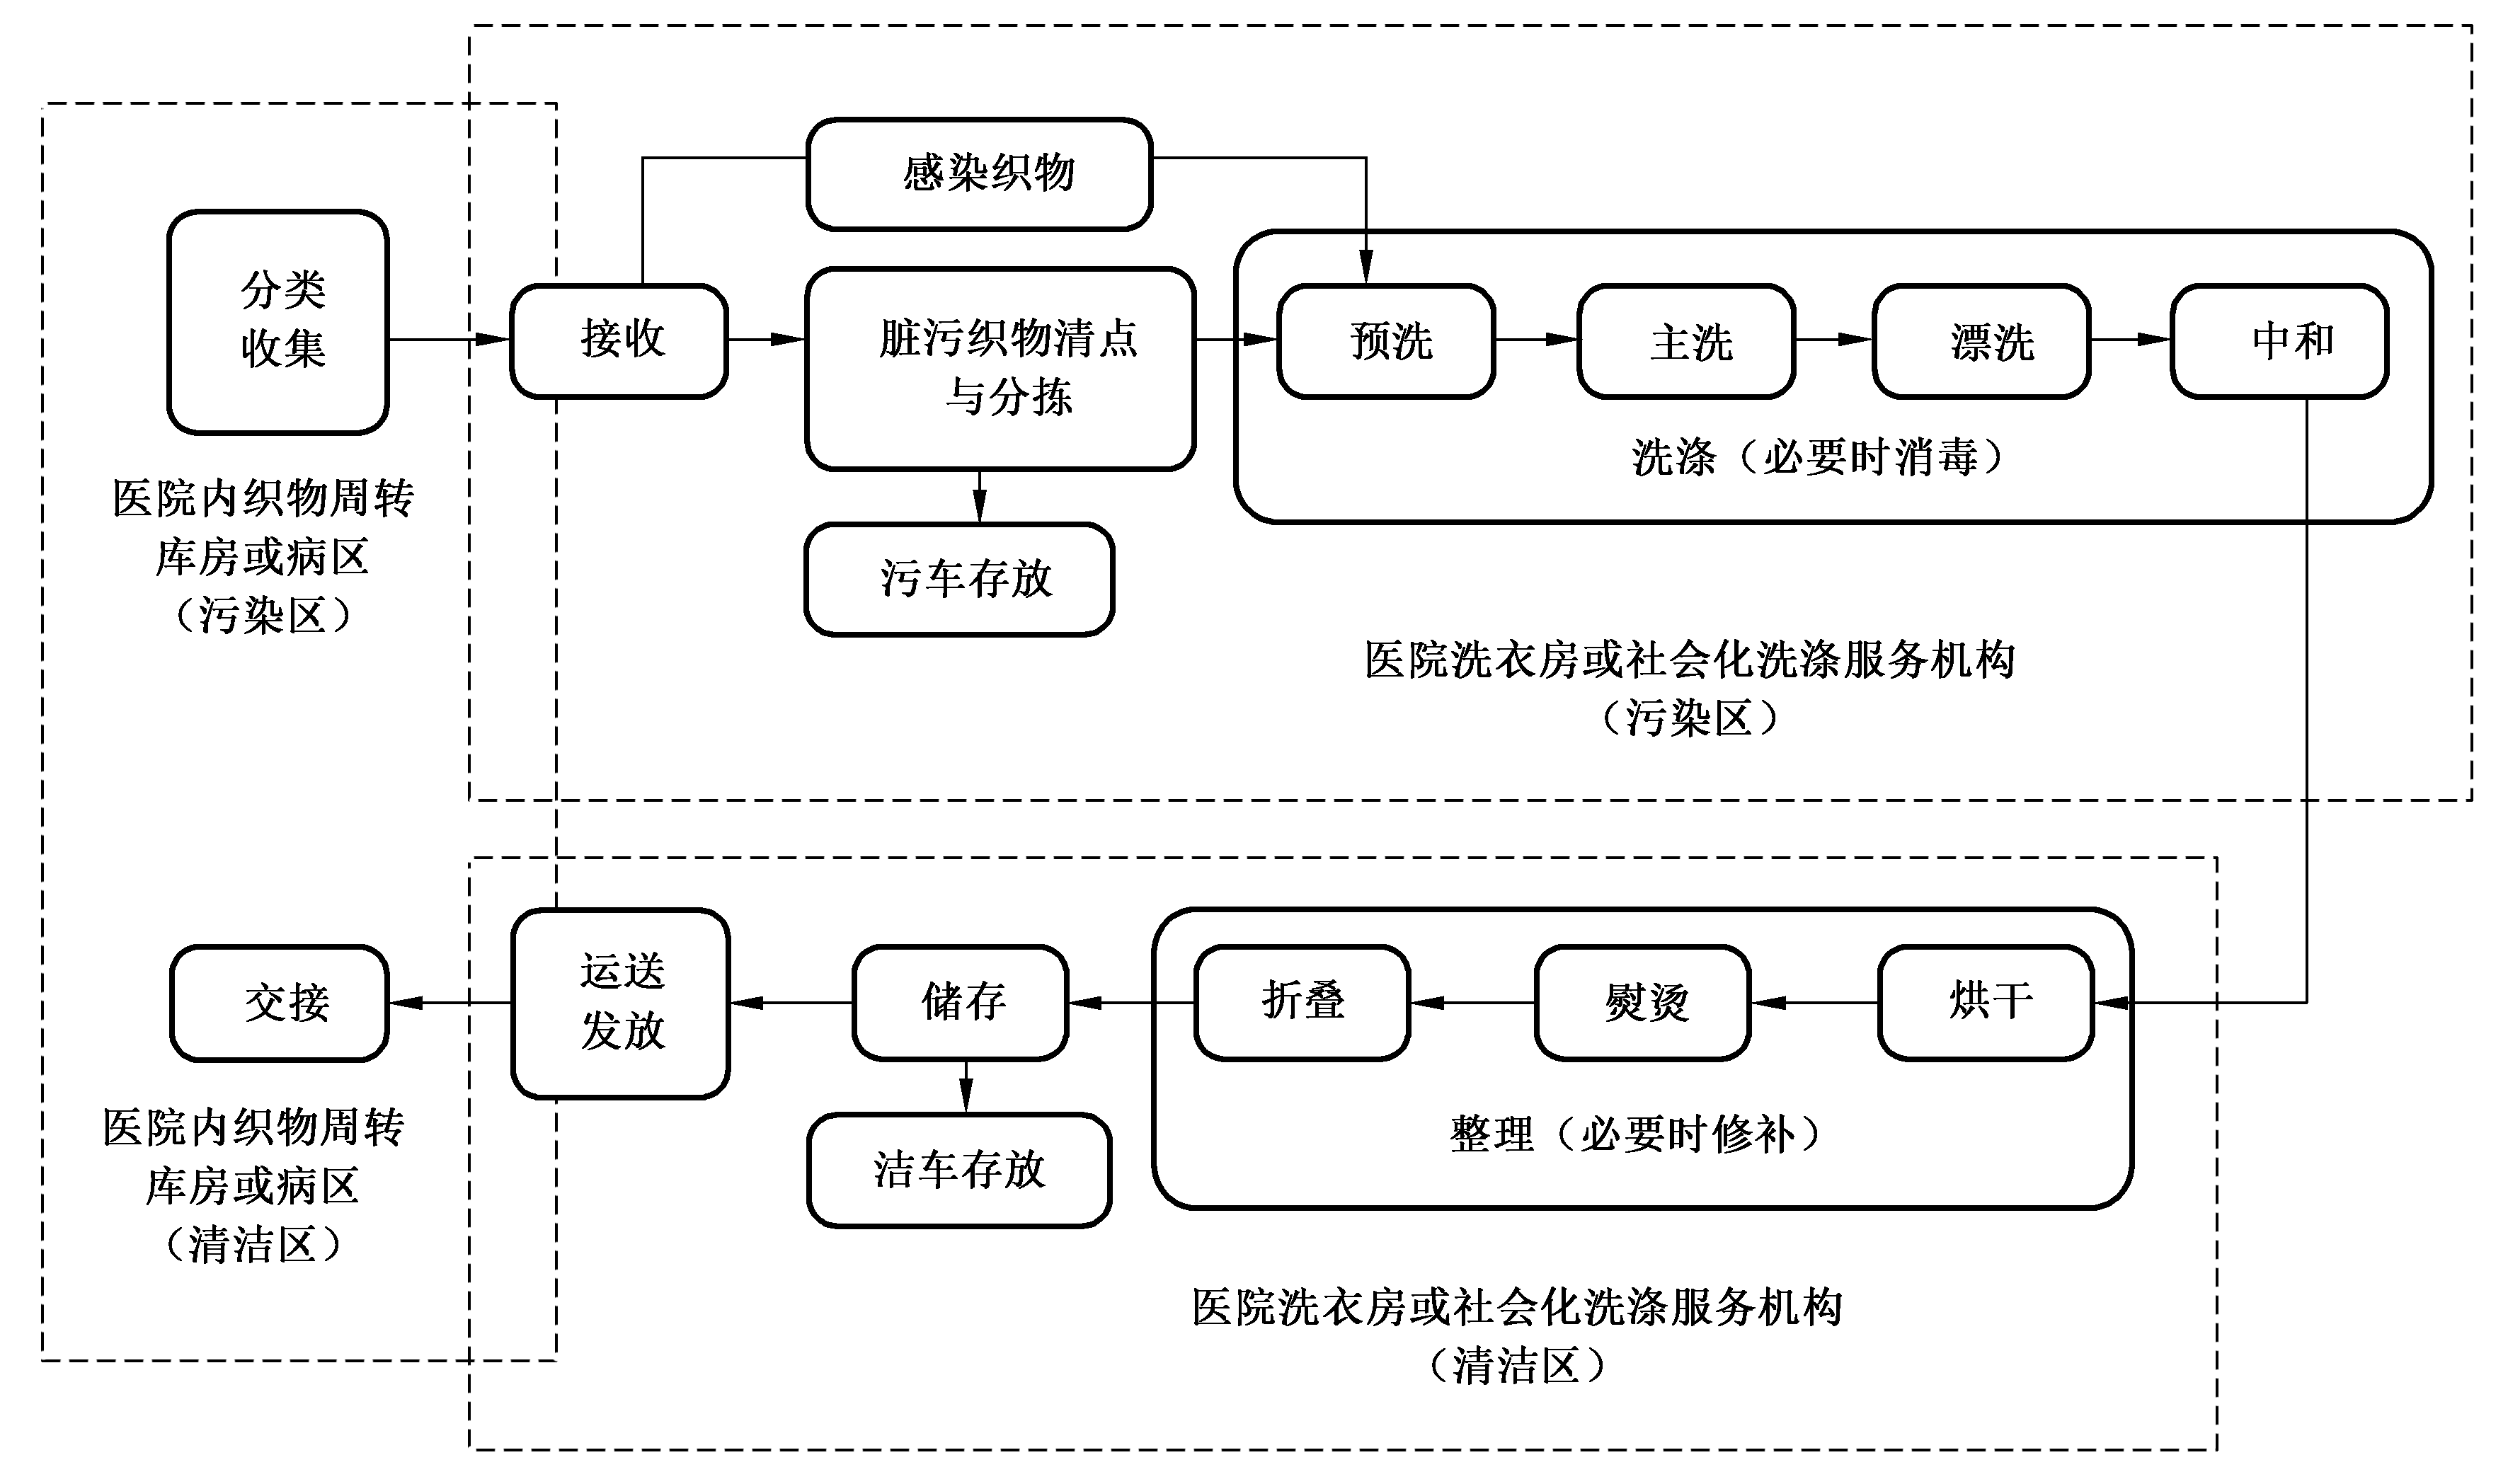 感染织物
分类
收集
接收
脏污织物清点
与分拣
预洗
主洗
漂洗
中和
洗涤（必要时消毒）
医院内织物周转
库房或病区
（污染区）
污车存放
医院洗衣房或社会化洗涤服务机构
（污染区）
交接
运送
发放
储存
折叠
熨烫
烘干
整理（必要时修补）
医院内织物周转
库房或病区
（清洁区）
洁车存放
医院洗衣房或社会化洗涤服务机构
（清洁区）